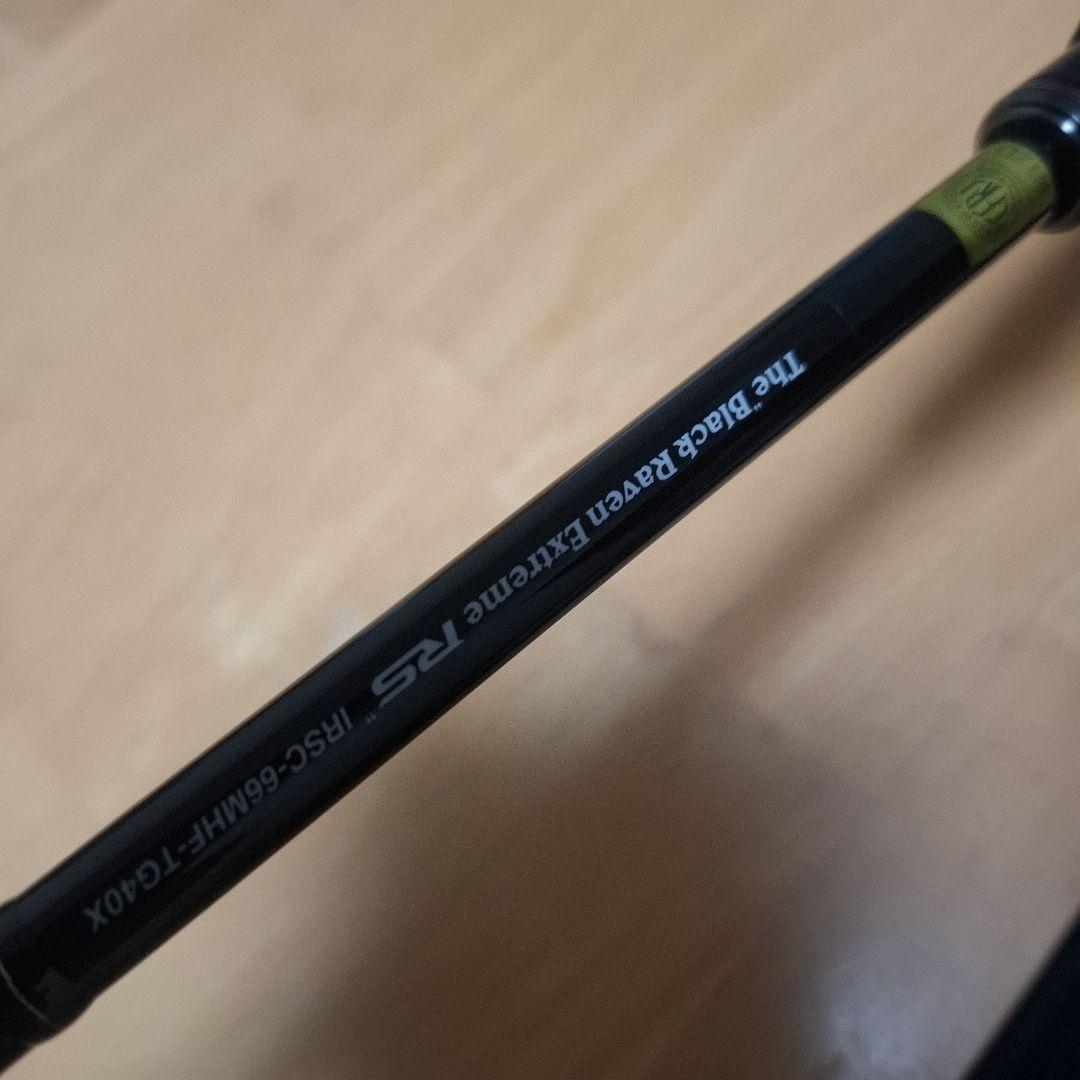 The "Black Raven Extreme RS" IRSC-66MHF-TG40X